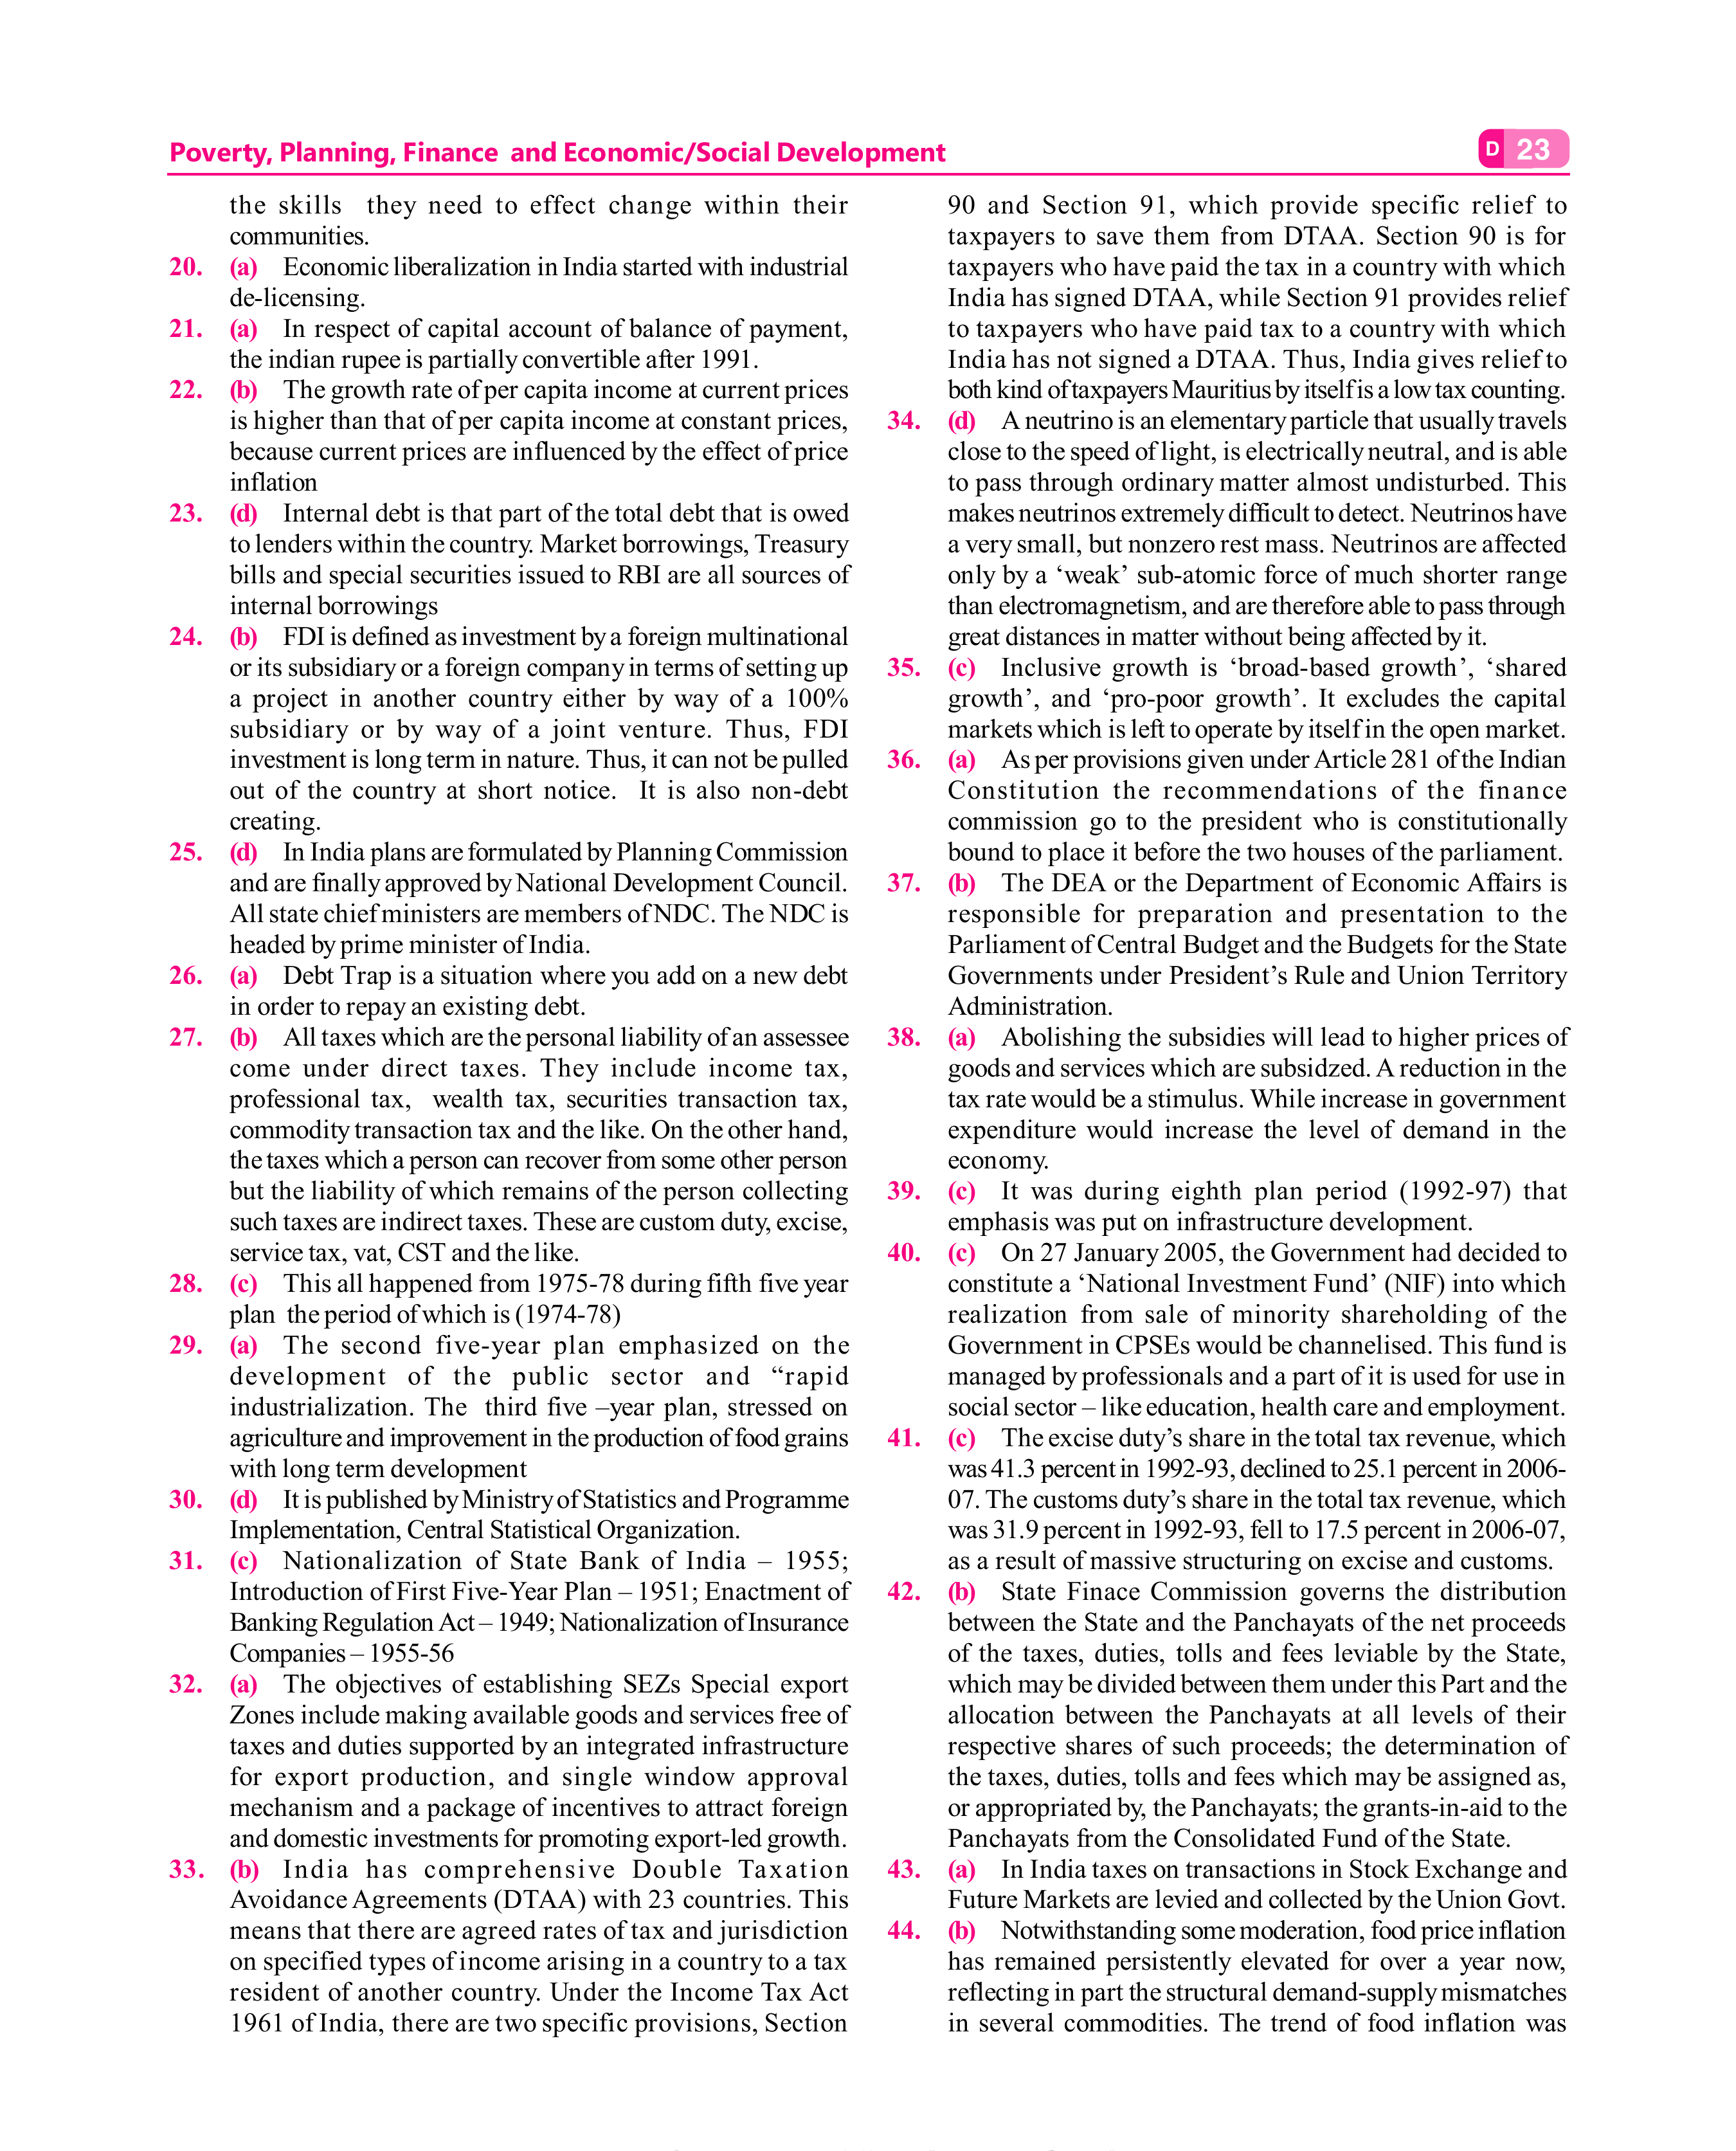 Poverty, Planning, Finance and Economic/Social Development
D 23
the skills they need to effect change within their
communities.
20. (a) Economic liberalization in India started with industrial
de-licensing.
21. (a) In respect of capital account of balance of payment,
the indian rupee is partially convertible after 1991.
22. (b) The growth rate of per capita income at current prices
is higher than that of per capita income at constant prices,
because current prices are influenced by the effect of price
inflation
23. (d) Internal debt is that part of the total debt that is owed
to lenders within the country. Market borrowings, Treasury
bills and special securities issued to RBI are all sources of
internal borrowings
24. (b) FDI is defined as investment by a foreign multinational
or its subsidiary or a foreign company in terms of setting up
a project in another country either by way of a 100%
subsidiary or by way of a joint venture. Thus, FDI
investment is long term in nature. Thus, it can not be pulled
out of the country at short notice. It is also non-debt
creating.
25. (d) In India plans are formulated by Planning Commission
and are finally approved by National Development Council.
All state chief ministers are members of NDC. The NDC is
headed by prime minister of India.
26. (a) Debt Trap is a situation where you add on a new debt
in order to repay an existing debt.
27. (b) All taxes which are the personal liability of an assessee
come under direct taxes. They include income tax,
professional tax, wealth tax, securities transaction tax,
commodity transaction tax and the like. On the other hand,
the taxes which a person can recover from some other person
but the liability of which remains of the person collecting
such taxes are indirect taxes. These are custom duty, excise,
service tax, vat, CST and the like.
28. (c) This all happened from 1975-78 during fifth five year
plan the period of which is (1974-78)
29. (a) The second five-year plan emphasized on the
development of the public sector and “rapid
industrialization. The third five –year plan, stressed on
agriculture and improvement in the production of food grains
with long term development
30. (d) It is published by Ministry of Statistics and Programme
Implementation, Central Statistical Organization.
31. (c) Nationalization of State Bank of India – 1955;
Introduction of First Five-Year Plan – 1951; Enactment of
Banking Regulation Act – 1949; Nationalization of Insurance
Companies – 1955-56
32. (a) The objectives of establishing SEZs Special export
Zones include making available goods and services free of
taxes and duties supported by an integrated infrastructure
for export production, and single window approval
mechanism and a package of incentives to attract foreign
and domestic investments for promoting export-led growth.
33. (b) India has comprehensive Double Taxation
Avoidance Agreements (DTAA) with 23 countries. This
means that there are agreed rates of tax and jurisdiction
on specified types of income arising in a country to a tax
resident of another country. Under the Income Tax Act
1961 of India, there are two specific provisions, Section
90 and Section 91, which provide specific relief to
taxpayers to save them from DTAA. Section 90 is for
taxpayers who have paid the tax in a country with which
India has signed DTAA, while Section 91 provides relief
to taxpayers who have paid tax to a country with which
India has not signed a DTAA. Thus, India gives relief to
both kind of taxpayers Mauritius by itself is a low tax counting.
34. (d) A neutrino is an elementary particle that usually travels
close to the speed of light, is electrically neutral, and is able
to pass through ordinary matter almost undisturbed. This
makes neutrinos extremely difficult to detect. Neutrinos have
a very small, but nonzero rest mass. Neutrinos are affected
only by a ‘weak’ sub-atomic force of much shorter range
than electromagnetism, and are therefore able to pass through
great distances in matter without being affected by it.
35. (c) Inclusive growth is ‘broad-based growth’, ‘shared
growth’, and ‘pro-poor growth’. It excludes the capital
markets which is left to operate by itself in the open market.
36. (a) As per provisions given under Article 281 of the Indian
Constitution the recommendations of the finance
commission go to the president who is constitutionally
bound to place it before the two houses of the parliament.
37. (b) The DEA or the Department of Economic Affairs is
responsible for preparation and presentation to the
Parliament of Central Budget and the Budgets for the State
Governments under President’s Rule and Union Territory
Administration.
38. (a) Abolishing the subsidies will lead to higher prices of
goods and services which are subsidzed. A reduction in the
tax rate would be a stimulus. While increase in government
expenditure would increase the level of demand in the
economy.
39. (c) It was during eighth plan period (1992-97) that
emphasis was put on infrastructure development.
40. (c) On 27 January 2005, the Government had decided to
constitute a ‘National Investment Fund’ (NIF) into which
realization from sale of minority shareholding of the
Government in CPSEs would be channelised. This fund is
managed by professionals and a part of it is used for use in
social sector – like education, health care and employment.
41. (c) The excise duty’s share in the total tax revenue, which
was 41.3 percent in 1992-93, declined to 25.1 percent in 2006-
07. The customs duty’s share in the total tax revenue, which
was 31.9 percent in 1992-93, fell to 17.5 percent in 2006-07,
as a result of massive structuring on excise and customs.
42. (b) State Finace Commission governs the distribution
between the State and the Panchayats of the net proceeds
of the taxes, duties, tolls and fees leviable by the State,
which may be divided between them under this Part and the
allocation between the Panchayats at all levels of their
respective shares of such proceeds; the determination of
the taxes, duties, tolls and fees which may be assigned as,
or appropriated by, the Panchayats; the grants-in-aid to the
Panchayats from the Consolidated Fund of the State.
43. (a) In India taxes on transactions in Stock Exchange and
Future Markets are levied and collected by the Union Govt.
44. (b) Notwithstanding some moderation, food price inflation
has remained persistently elevated for over a year now,
reflecting in part the structural demand-supply mismatches
in several commodities. The trend of food inflation was